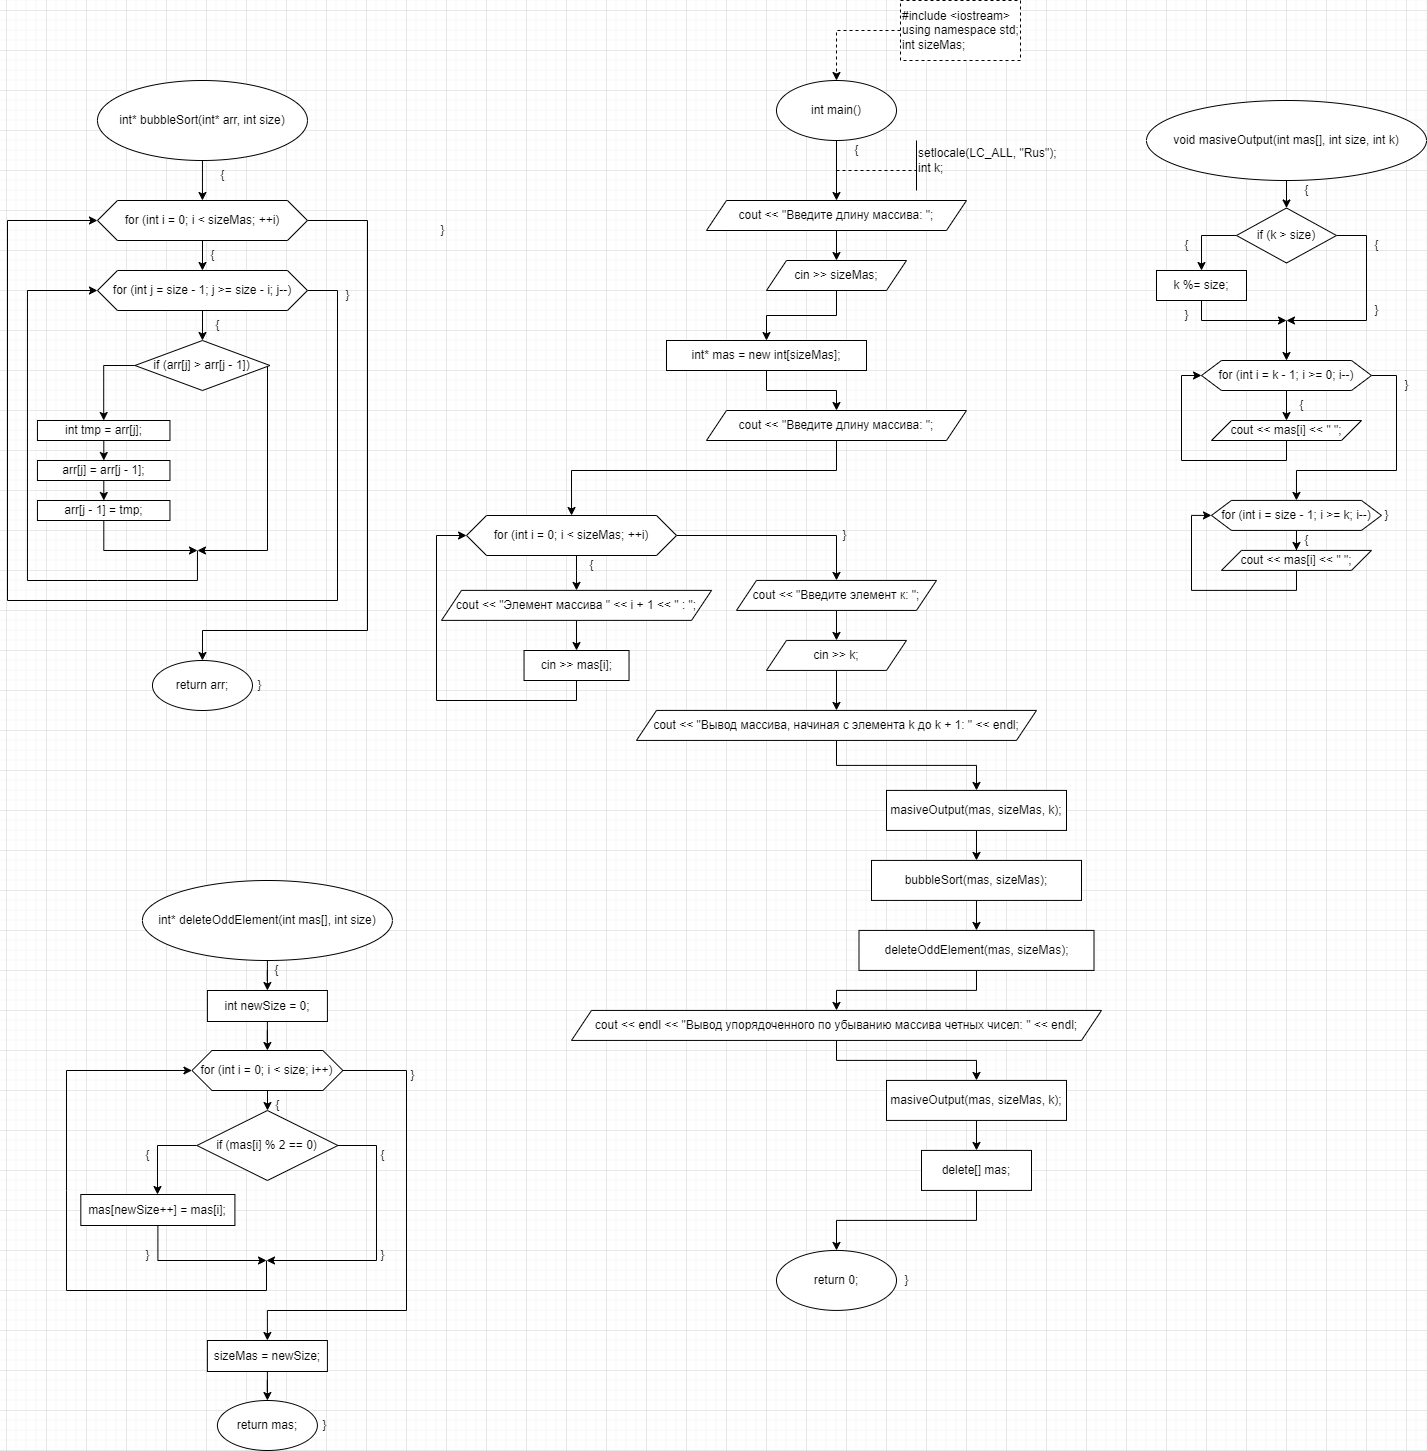 #include <iostream>
using namespace std;
int sizeMas;
int main()
{
setlocale(LC_ALL, "Rus");
int k;
cout << "Введите длину массива: ";
cin >> sizeMas;
int* mas = new int[sizeMas];
cout << "Введите длину массива: ";
for (int i = 0; i < sizeMas; ++i)
{
}
cout << "Элемент массива " << i + 1 << " : ";
cin >> mas[i];
cout << "Введите элемент к: ";
cin >> k;
cout << "Вывод массива, начиная с элемента k до k + 1: " << endl;
masiveOutput(mas, sizeMas, k);
bubbleSort(mas, sizeMas);
deleteOddElement(mas, sizeMas);
cout << endl << "Вывод упорядоченного по убыванию массива четных чисел: " << endl;
masiveOutput(mas, sizeMas, k);
delete[] mas;
return 0;
}
int* bubbleSort(int* arr, int size)
{
for (int i = 0; i < sizeMas; ++i)
}
{
for (int j = size - 1; j >= size - i; j--)
}
{
if (arr[j] > arr[j - 1])
int tmp = arr[j];
arr[j] = arr[j - 1];
arr[j - 1] = tmp;
return arr;
}
void masiveOutput(int mas[], int size, int k)
{
if (k > size)
{
{
k %= size;
}
}
for (int i = k - 1; i >= 0; i--)
}
{
cout << mas[i] << " ";
for (int i = size - 1; i >= k; i--)
}
{
cout << mas[i] << " ";
int* deleteOddElement(int mas[], int size)
{
int newSize = 0;
for (int i = 0; i < size; i++)
}
{
if (mas[i] % 2 == 0)
{
{
mas[newSize++] = mas[i];
}
}
sizeMas = newSize;
return mas;
}